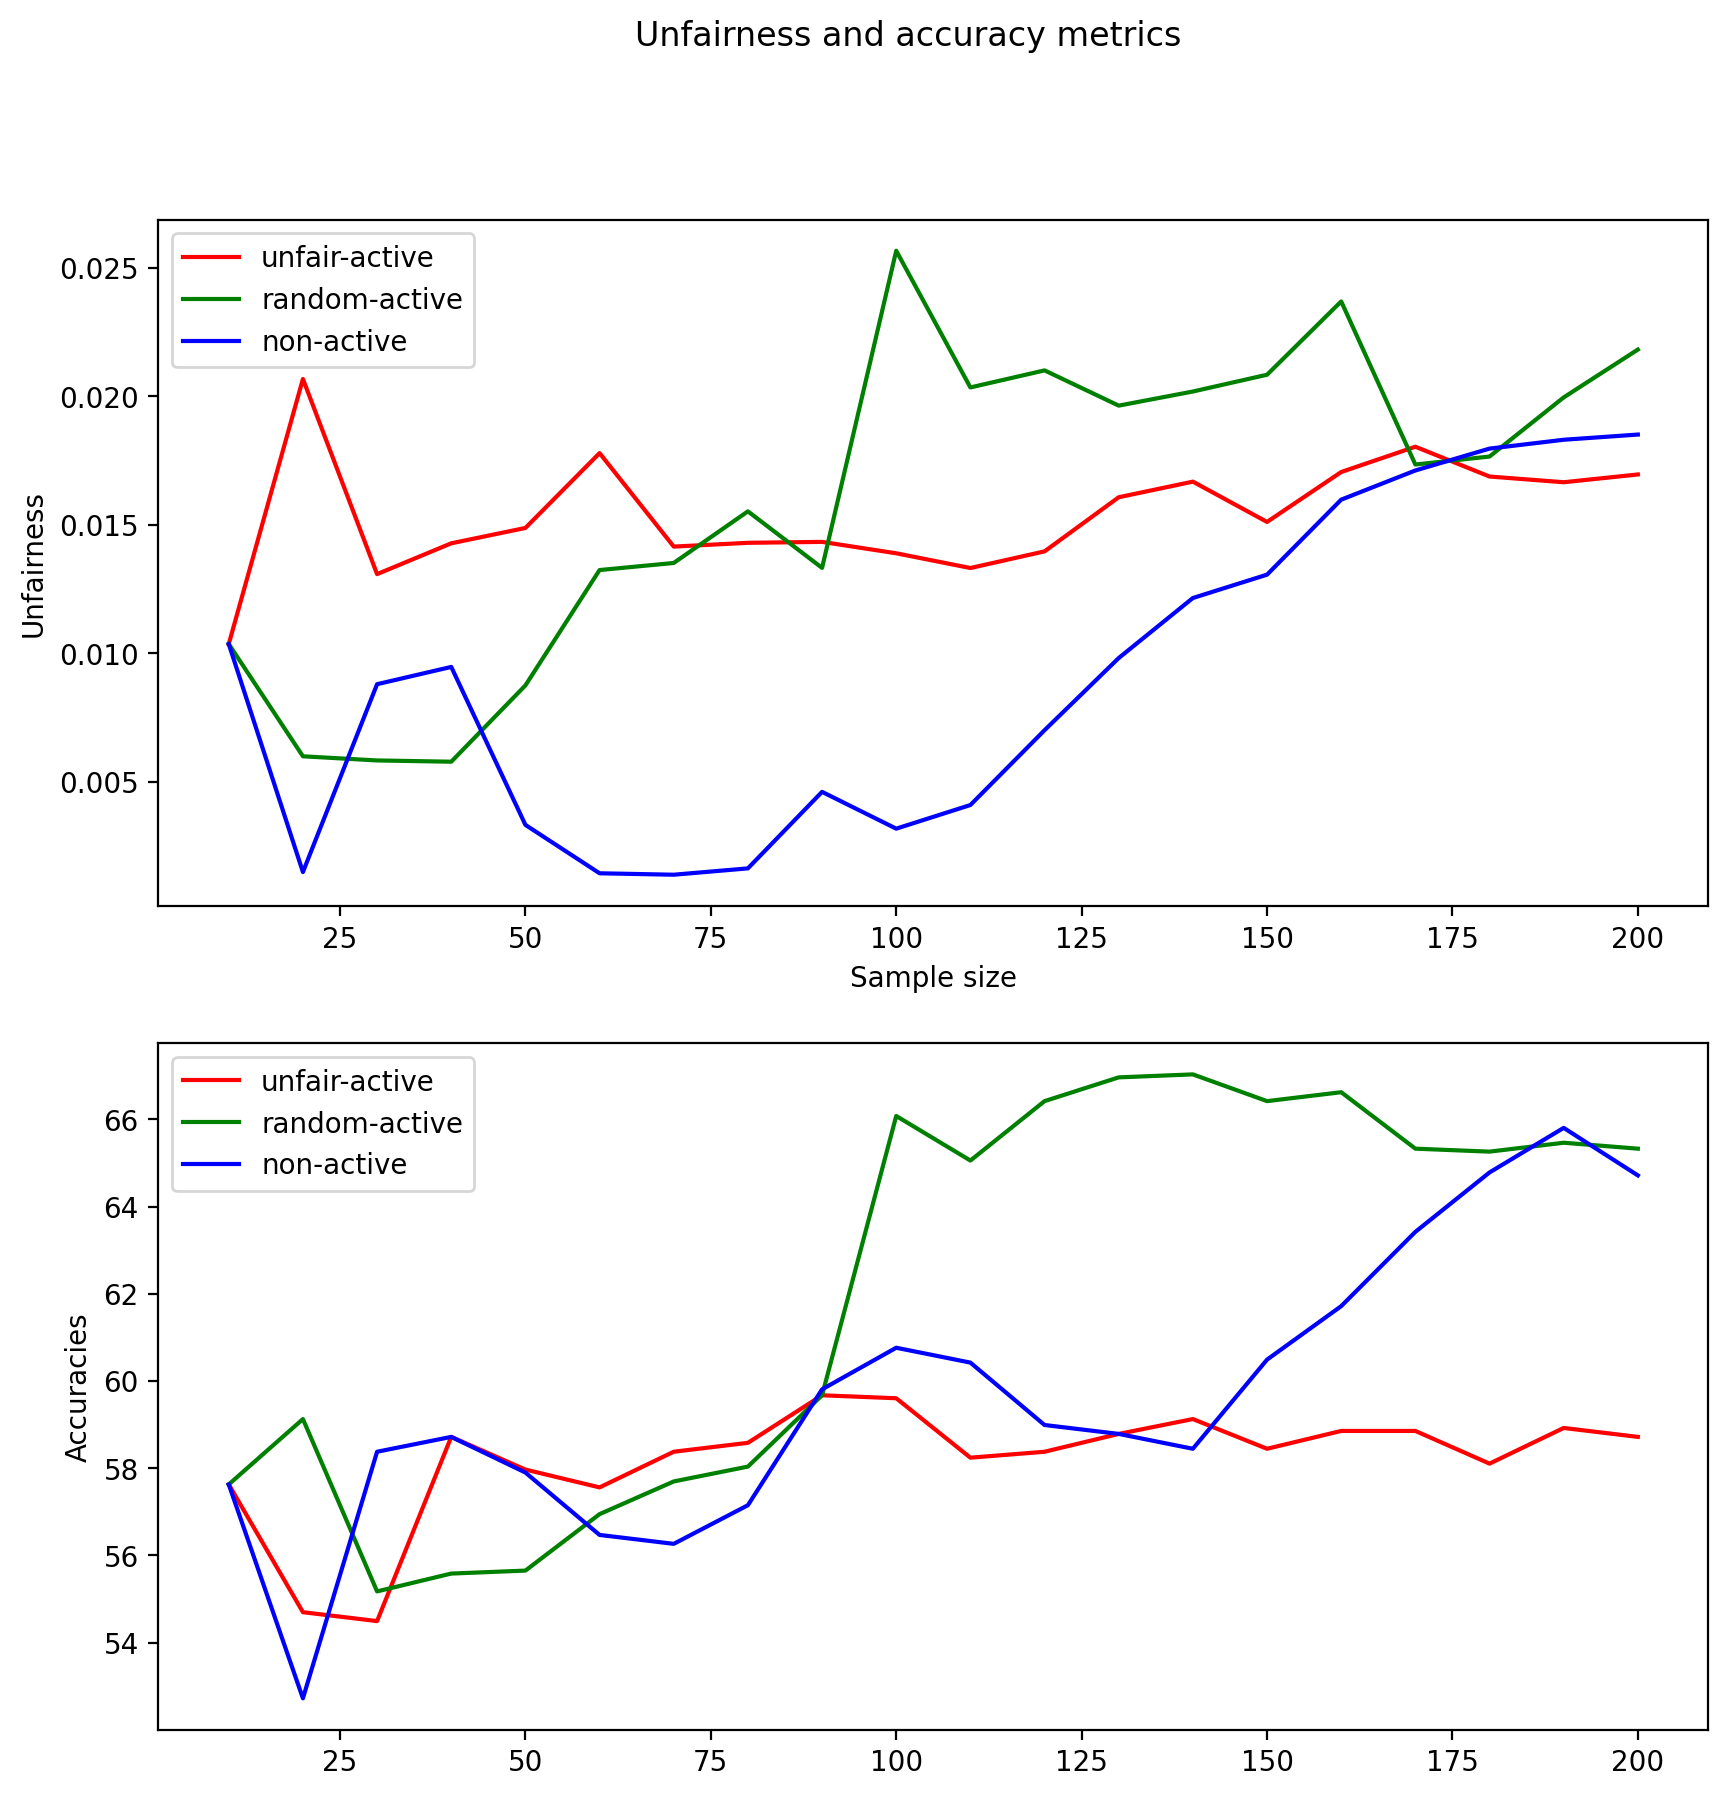 Unfairness and accuracy metrics
unfair-active
random-active
non-active
0.025
0.020
0.015
0.010
0.005
Unfairness
25 50 75 100 125 150 175 200
Sample size
unfair-active
random-active
non-active
66
64
62
60
58
56
54
Accuracies
25 50 75 100 125 150 175 200